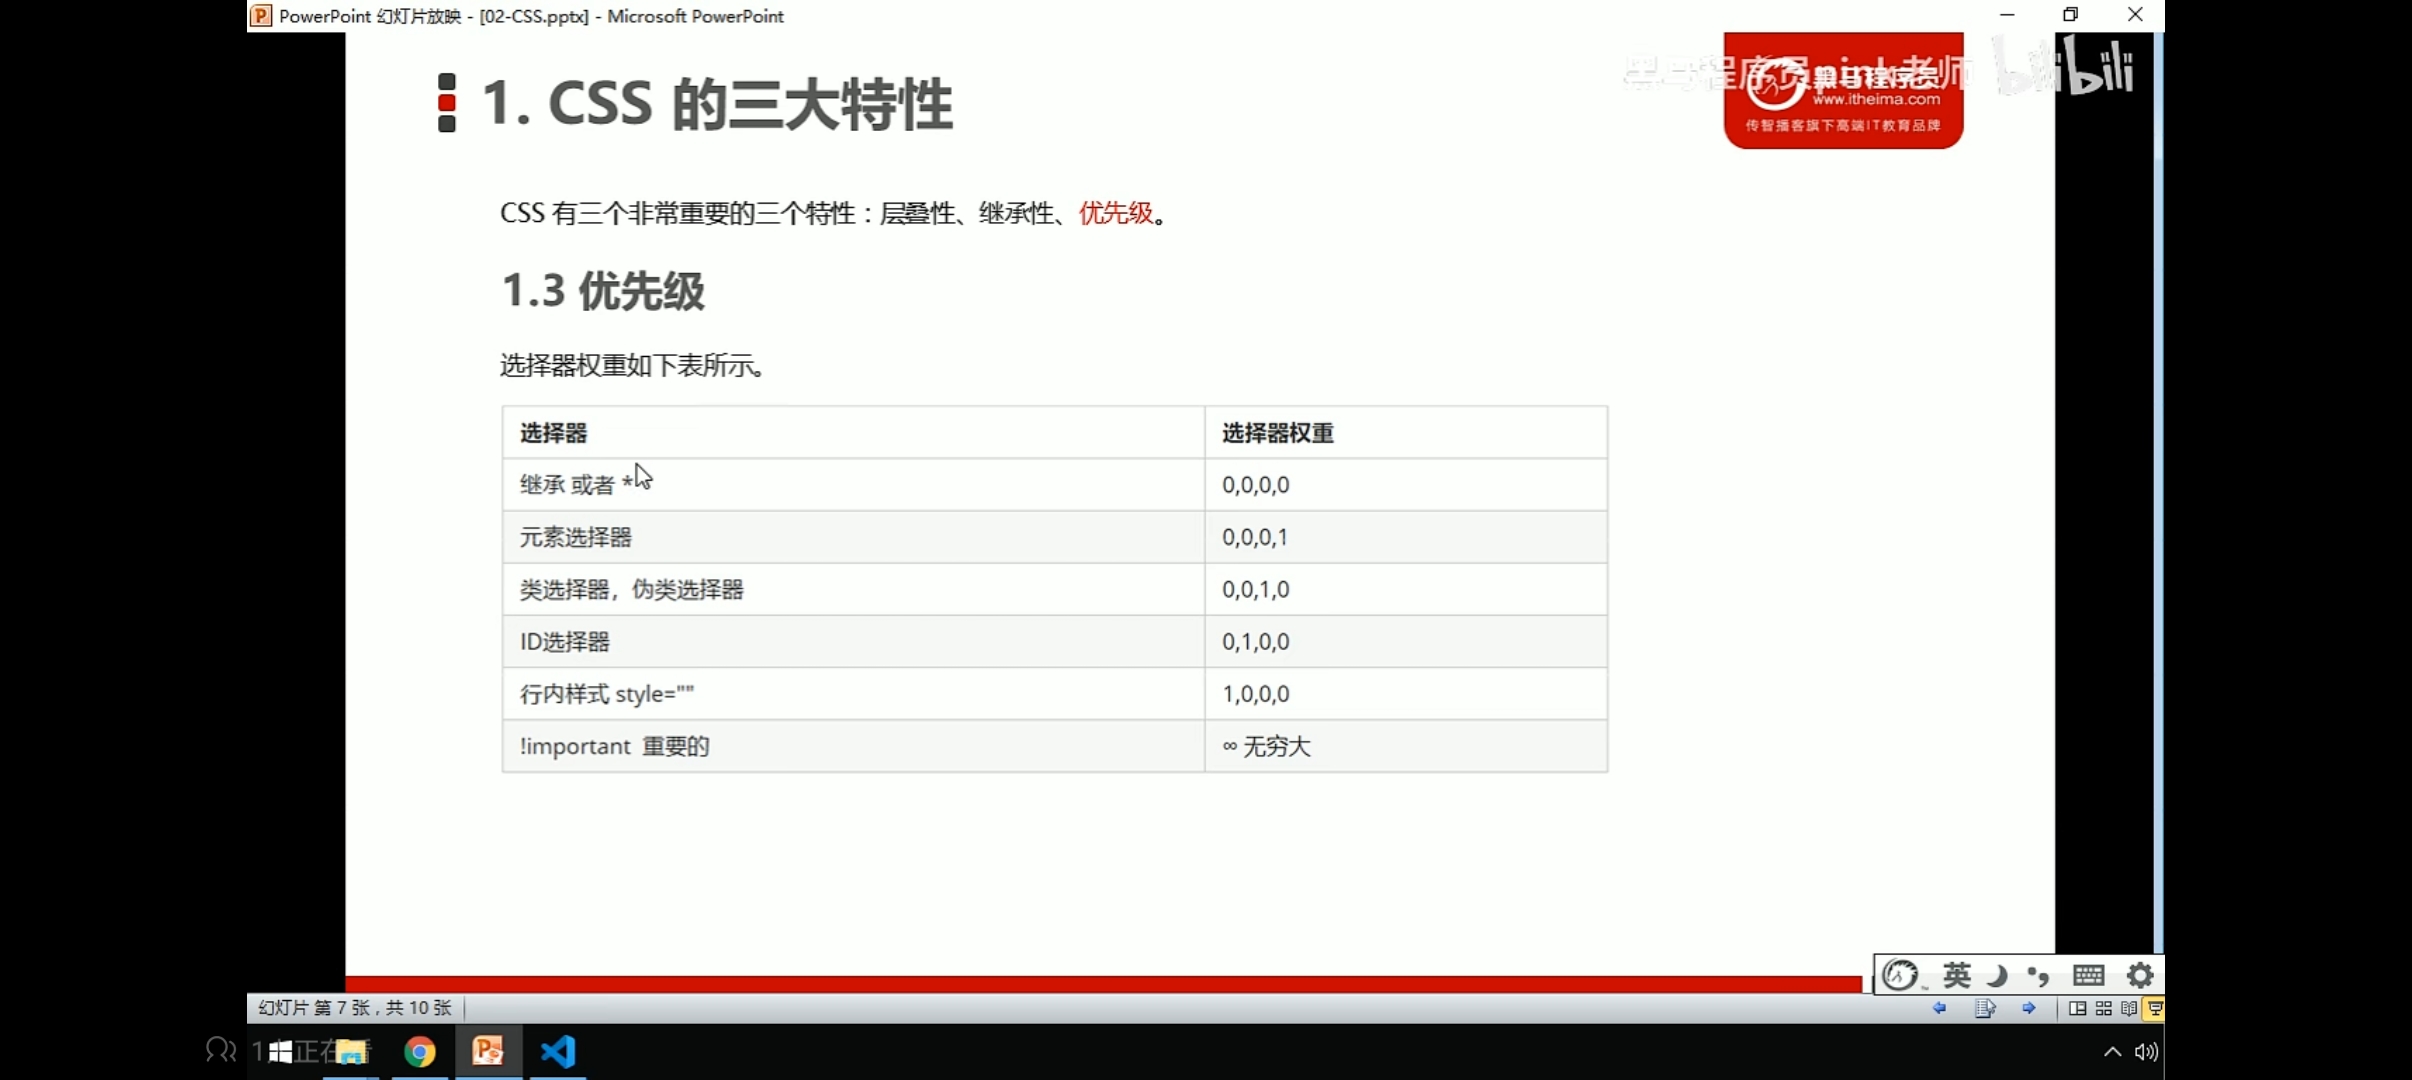 PowerPoint 幻灯片放映 - [02-CSS.pptx] - Microsoft PowerPoint
1. CSS 的三大特性
黑马程序员pink老师
bilibili
www.itheima.com
传智播客旗下高端IT教育品牌
CSS 有三个非常重要的三个特性：层叠性、继承性、优先级。
1.3 优先级
选择器权重如下表所示。
选择器 选择器权重
继承 或者 * 0,0,0,0
元素选择器 0,0,0,1
类选择器，伪类选择器 0,0,1,0
ID选择器 0,1,0,0
行内样式 style="" 1,0,0,0
!important 重要的 ∞ 无穷大
英
幻灯片 第 7 张，共 10 张